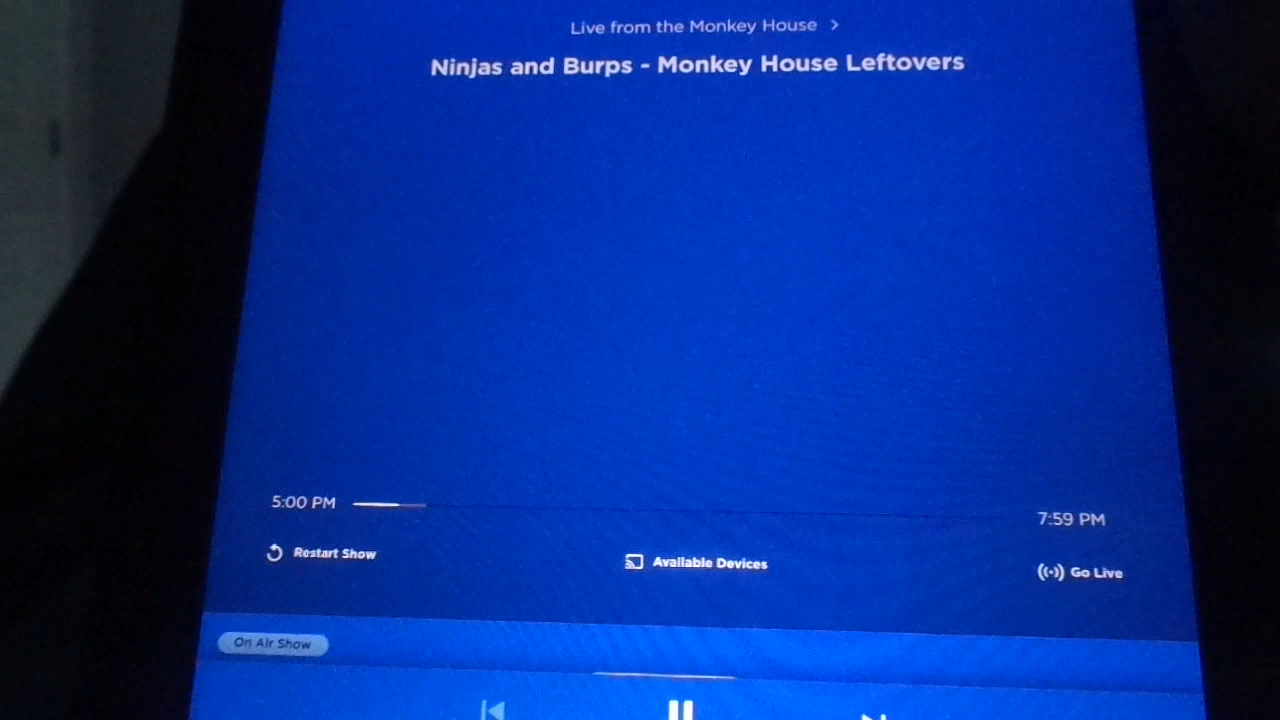 Live from the Monkey House
Ninjas and Burps - Monkey House Leftovers
5:00 PM
7:59 PM
Restart Show
Available Devices
Go Live
On Air Show